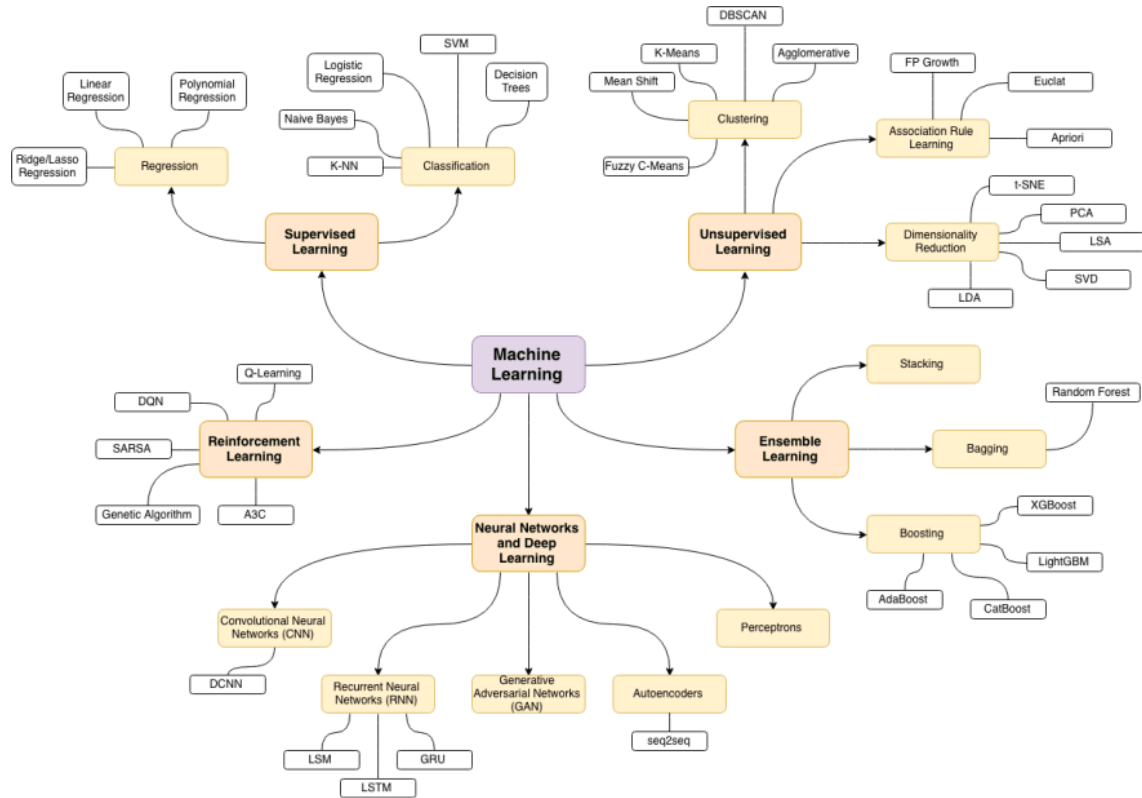 DBSCAN
SVM
K-Means
Agglomerative
FP Growth
Logistic
Regression
Linear
Regression
Polynomial
Regression
Decision
Trees
Mean Shift
Euclat
Naive Bayes
Clustering
Association Rule
Learning
Apriori
Ridge/Lasso
Regression
Regression
K-NN
Classification
Fuzzy C-Means
t-SNE
Supervised
Learning
Unsupervised
Learning
Dimensionality
Reduction
PCA
LSA
SVD
LDA
Machine
Learning
Stacking
Q-Learning
DQN
Random Forest
SARSA
Reinforcement
Learning
Ensemble
Learning
Bagging
Genetic Algorithm
A3C
XGBoost
Neural Networks
and Deep
Learning
Boosting
LightGBM
AdaBoost
CatBoost
Convolutional Neural
Networks (CNN)
Perceptrons
DCNN
Recurrent Neural
Networks (RNN)
Generative
Adversarial Networks
(GAN)
Autoencoders
LSM
GRU
seq2seq
LSTM